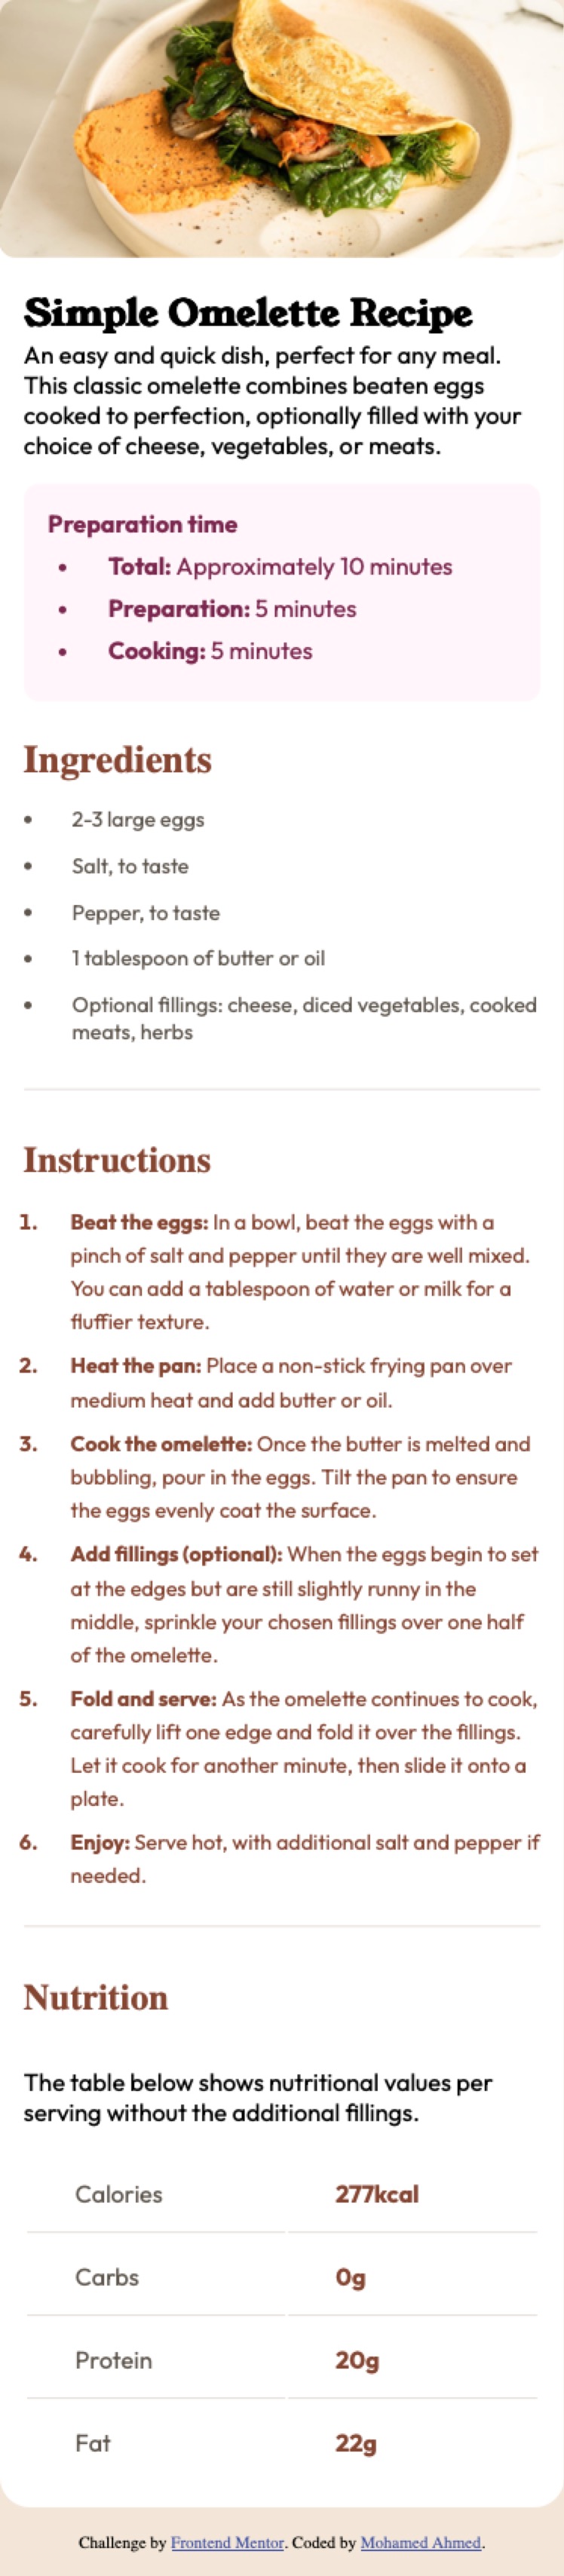 Simple Omelette Recipe
An easy and quick dish, perfect for any meal.
This classic omelette combines beaten eggs
cooked to perfection, optionally filled with your
choice of cheese, vegetables, or meats.
Preparation time
• Total: Approximately 10 minutes
• Preparation: 5 minutes
• Cooking: 5 minutes
Ingredients
• 2-3 large eggs
• Salt, to taste
• Pepper, to taste
• 1 tablespoon of butter or oil
• Optional fillings: cheese, diced vegetables, cooked
meats, herbs
Instructions
1. Beat the eggs: In a bowl, beat the eggs with a
pinch of salt and pepper until they are well mixed.
You can add a tablespoon of water or milk for a
fluffier texture.
2. Heat the pan: Place a non-stick frying pan over
medium heat and add butter or oil.
3. Cook the omelette: Once the butter is melted and
bubbling, pour in the eggs. Tilt the pan to ensure
the eggs evenly coat the surface.
4. Add fillings (optional): When the eggs begin to set
at the edges but are still slightly runny in the
middle, sprinkle your chosen fillings over one half
of the omelette.
5. Fold and serve: As the omelette continues to cook,
carefully lift one edge and fold it over the fillings.
Let it cook for another minute, then slide it onto a
plate.
6. Enjoy: Serve hot, with additional salt and pepper if
needed.
Nutrition
The table below shows nutritional values per
serving without the additional fillings.
Calories 277kcal
Carbs 0g
Protein 20g
Fat 22g
Challenge by Frontend Mentor. Coded by Mohamed Ahmed.